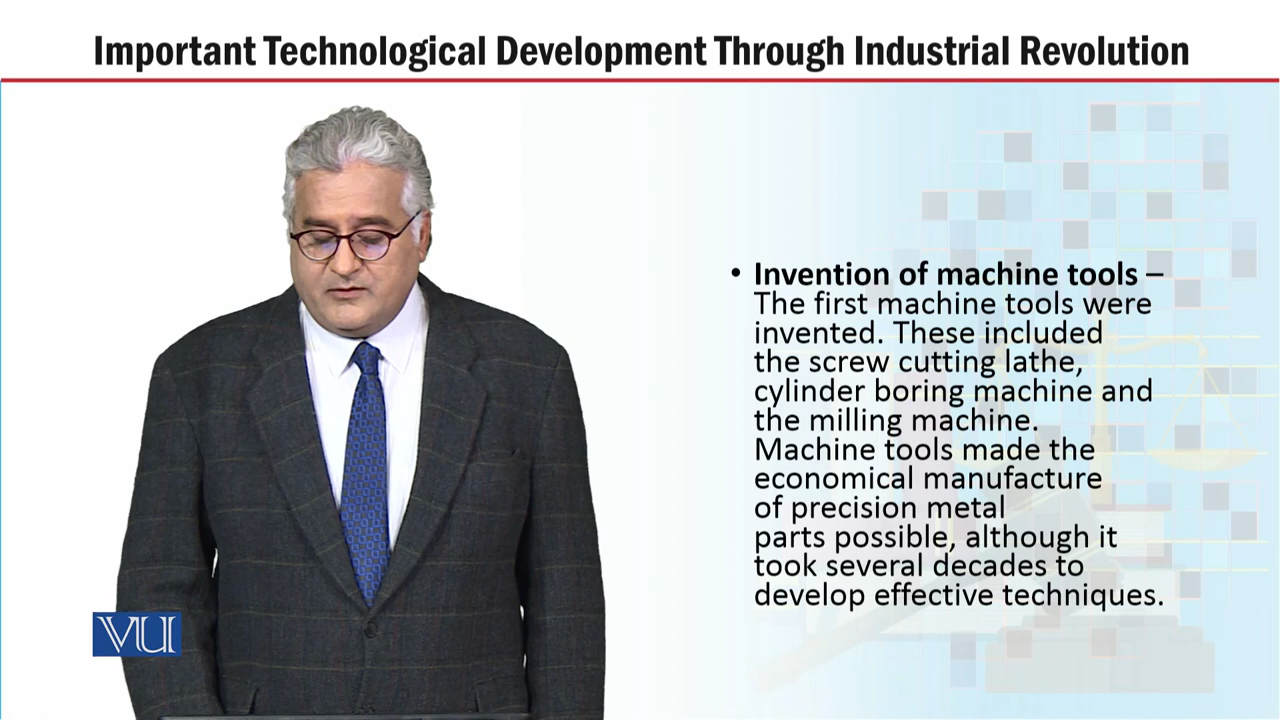 Important Technological Development Through Industrial Revolution
• Invention of machine tools –
The first machine tools were
invented. These included
the screw cutting lathe,
cylinder boring machine and
the milling machine.
Machine tools made the
economical manufacture
of precision metal
parts possible, although it
took several decades to
develop effective techniques.
VU